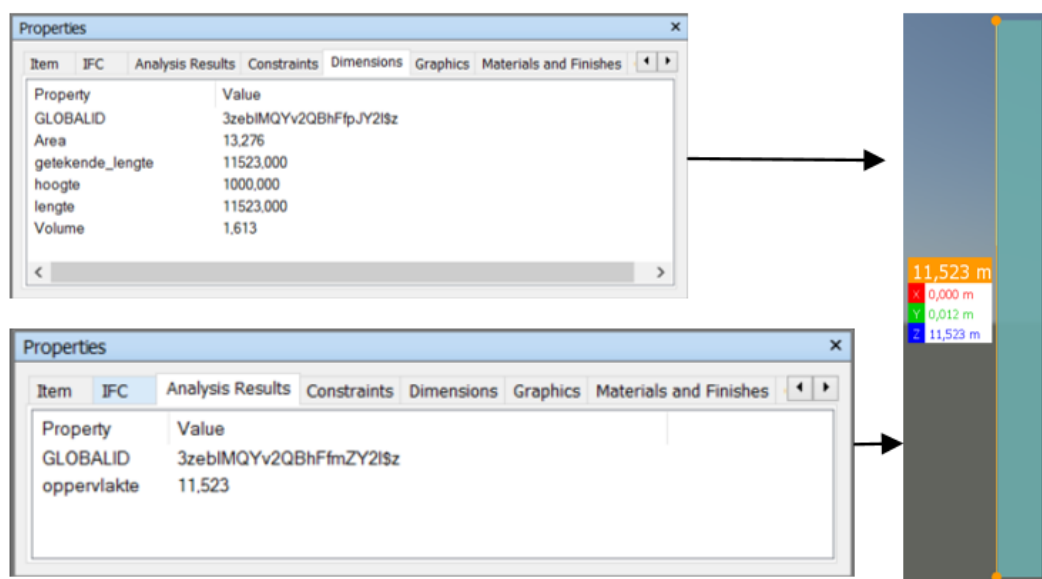 Properties ×
Item IFC Analysis Results Constraints Dimensions Graphics Materials and Finishes
Property Value
GLOBALID 3zeblMQYv2QBhFfpJY2l$z
Area 13,276
getekende_lengte 11523,000
hoogte 1000,000
lengte 11523,000
Volume 1,613
11,523 m
X 0,000 m
Y 0,012 m
Z 11,523 m
Properties ×
Item IFC Analysis Results Constraints Dimensions Graphics Materials and Finishes
Property Value
GLOBALID 3zeblMQYv2QBhFfmZY2l$z
oppervlakte 11,523